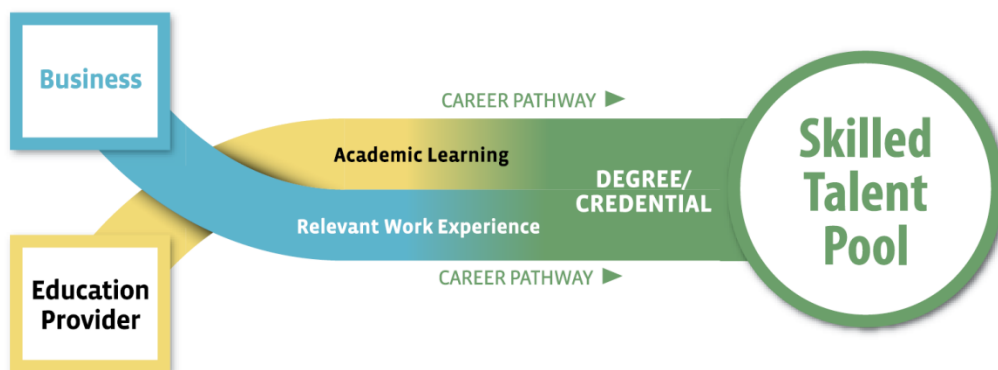 Business
CAREER PATHWAY ▶
Academic Learning
DEGREE/
CREDENTIAL
Relevant Work Experience
CAREER PATHWAY ▶
Education
Provider
Skilled
Talent
Pool